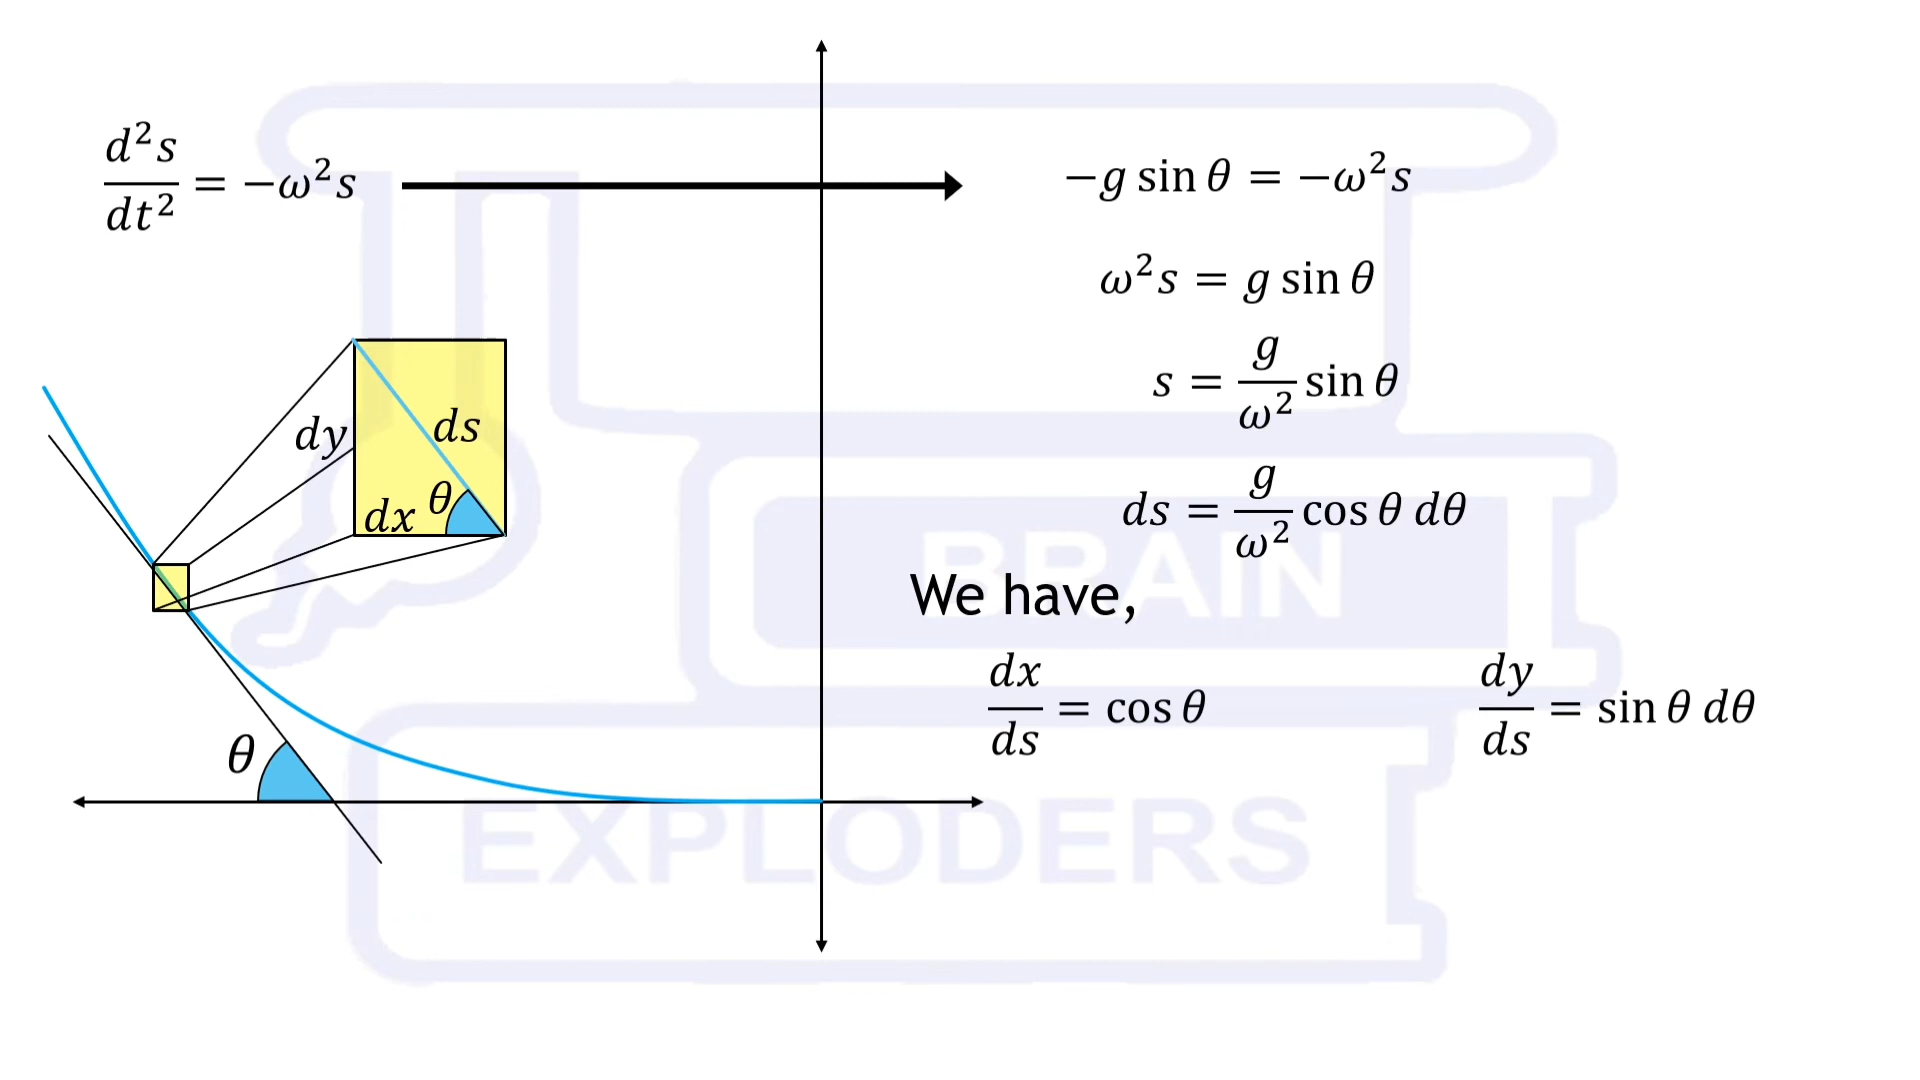 d²s/dt² = −ω²s
−g sin θ = −ω²s
ω²s = g sin θ
s = g/ω² sin θ
ds = g/ω² cos θ dθ
dy
ds
dx
θ
BRAIN
We have,
dx/ds = cos θ
dy/ds = sin θ dθ
θ
EXPLODERS